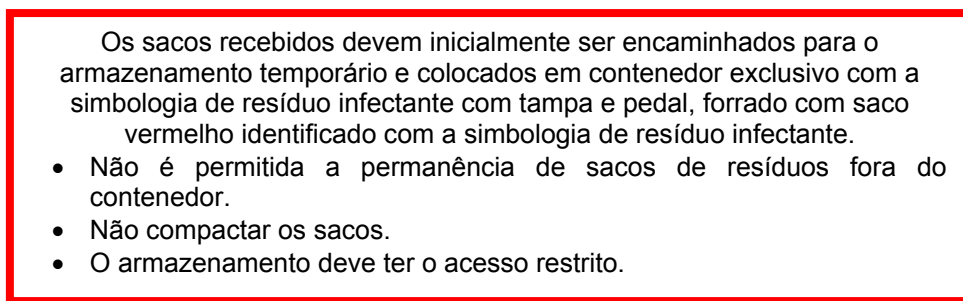 Os sacos recebidos devem inicialmente ser encaminhados para o
armazenamento temporário e colocados em contenedor exclusivo com a
simbologia de resíduo infectante com tampa e pedal, forrado com saco
vermelho identificado com a simbologia de resíduo infectante.
• Não é permitida a permanência de sacos de resíduos fora do
contenedor.
• Não compactar os sacos.
• O armazenamento deve ter o acesso restrito.